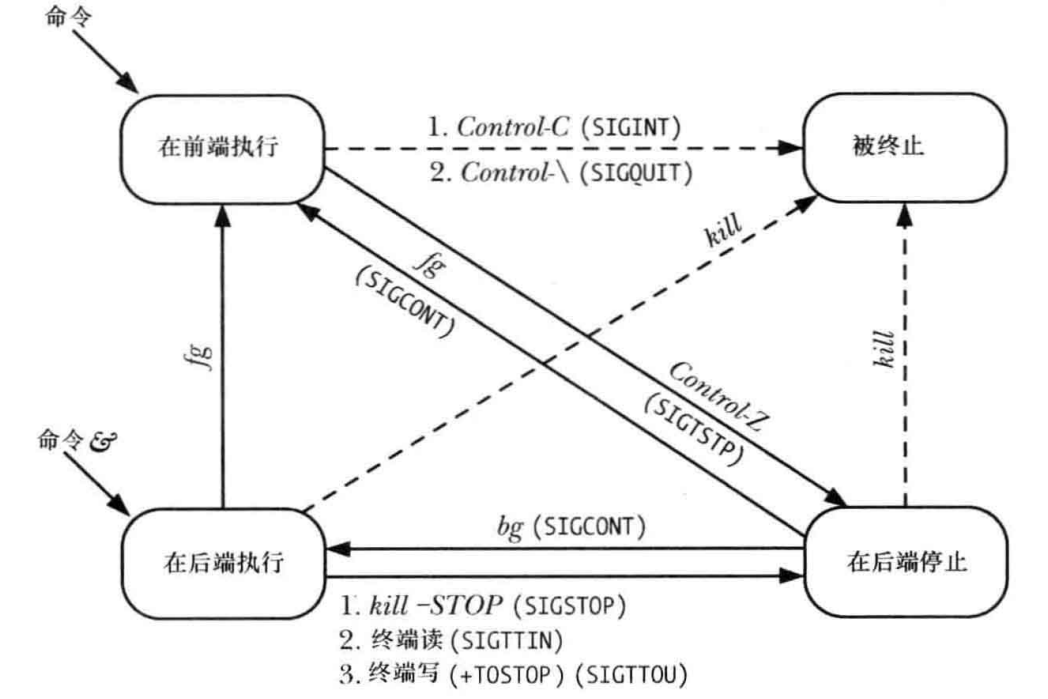 命令
在前端执行
1. Control-C (SIGINT)
2. Control-\ (SIGQUIT)
被终止
kill
fg
(SIGCONT)
fg
kill
Control-Z
(SIGTSTP)
命令 &
在后端执行
bg (SIGCONT)
在后端停止
1. kill –STOP (SIGSTOP)
2. 终端读 (SIGTTIN)
3. 终端写 (+TOSTOP) (SIGTTOU)